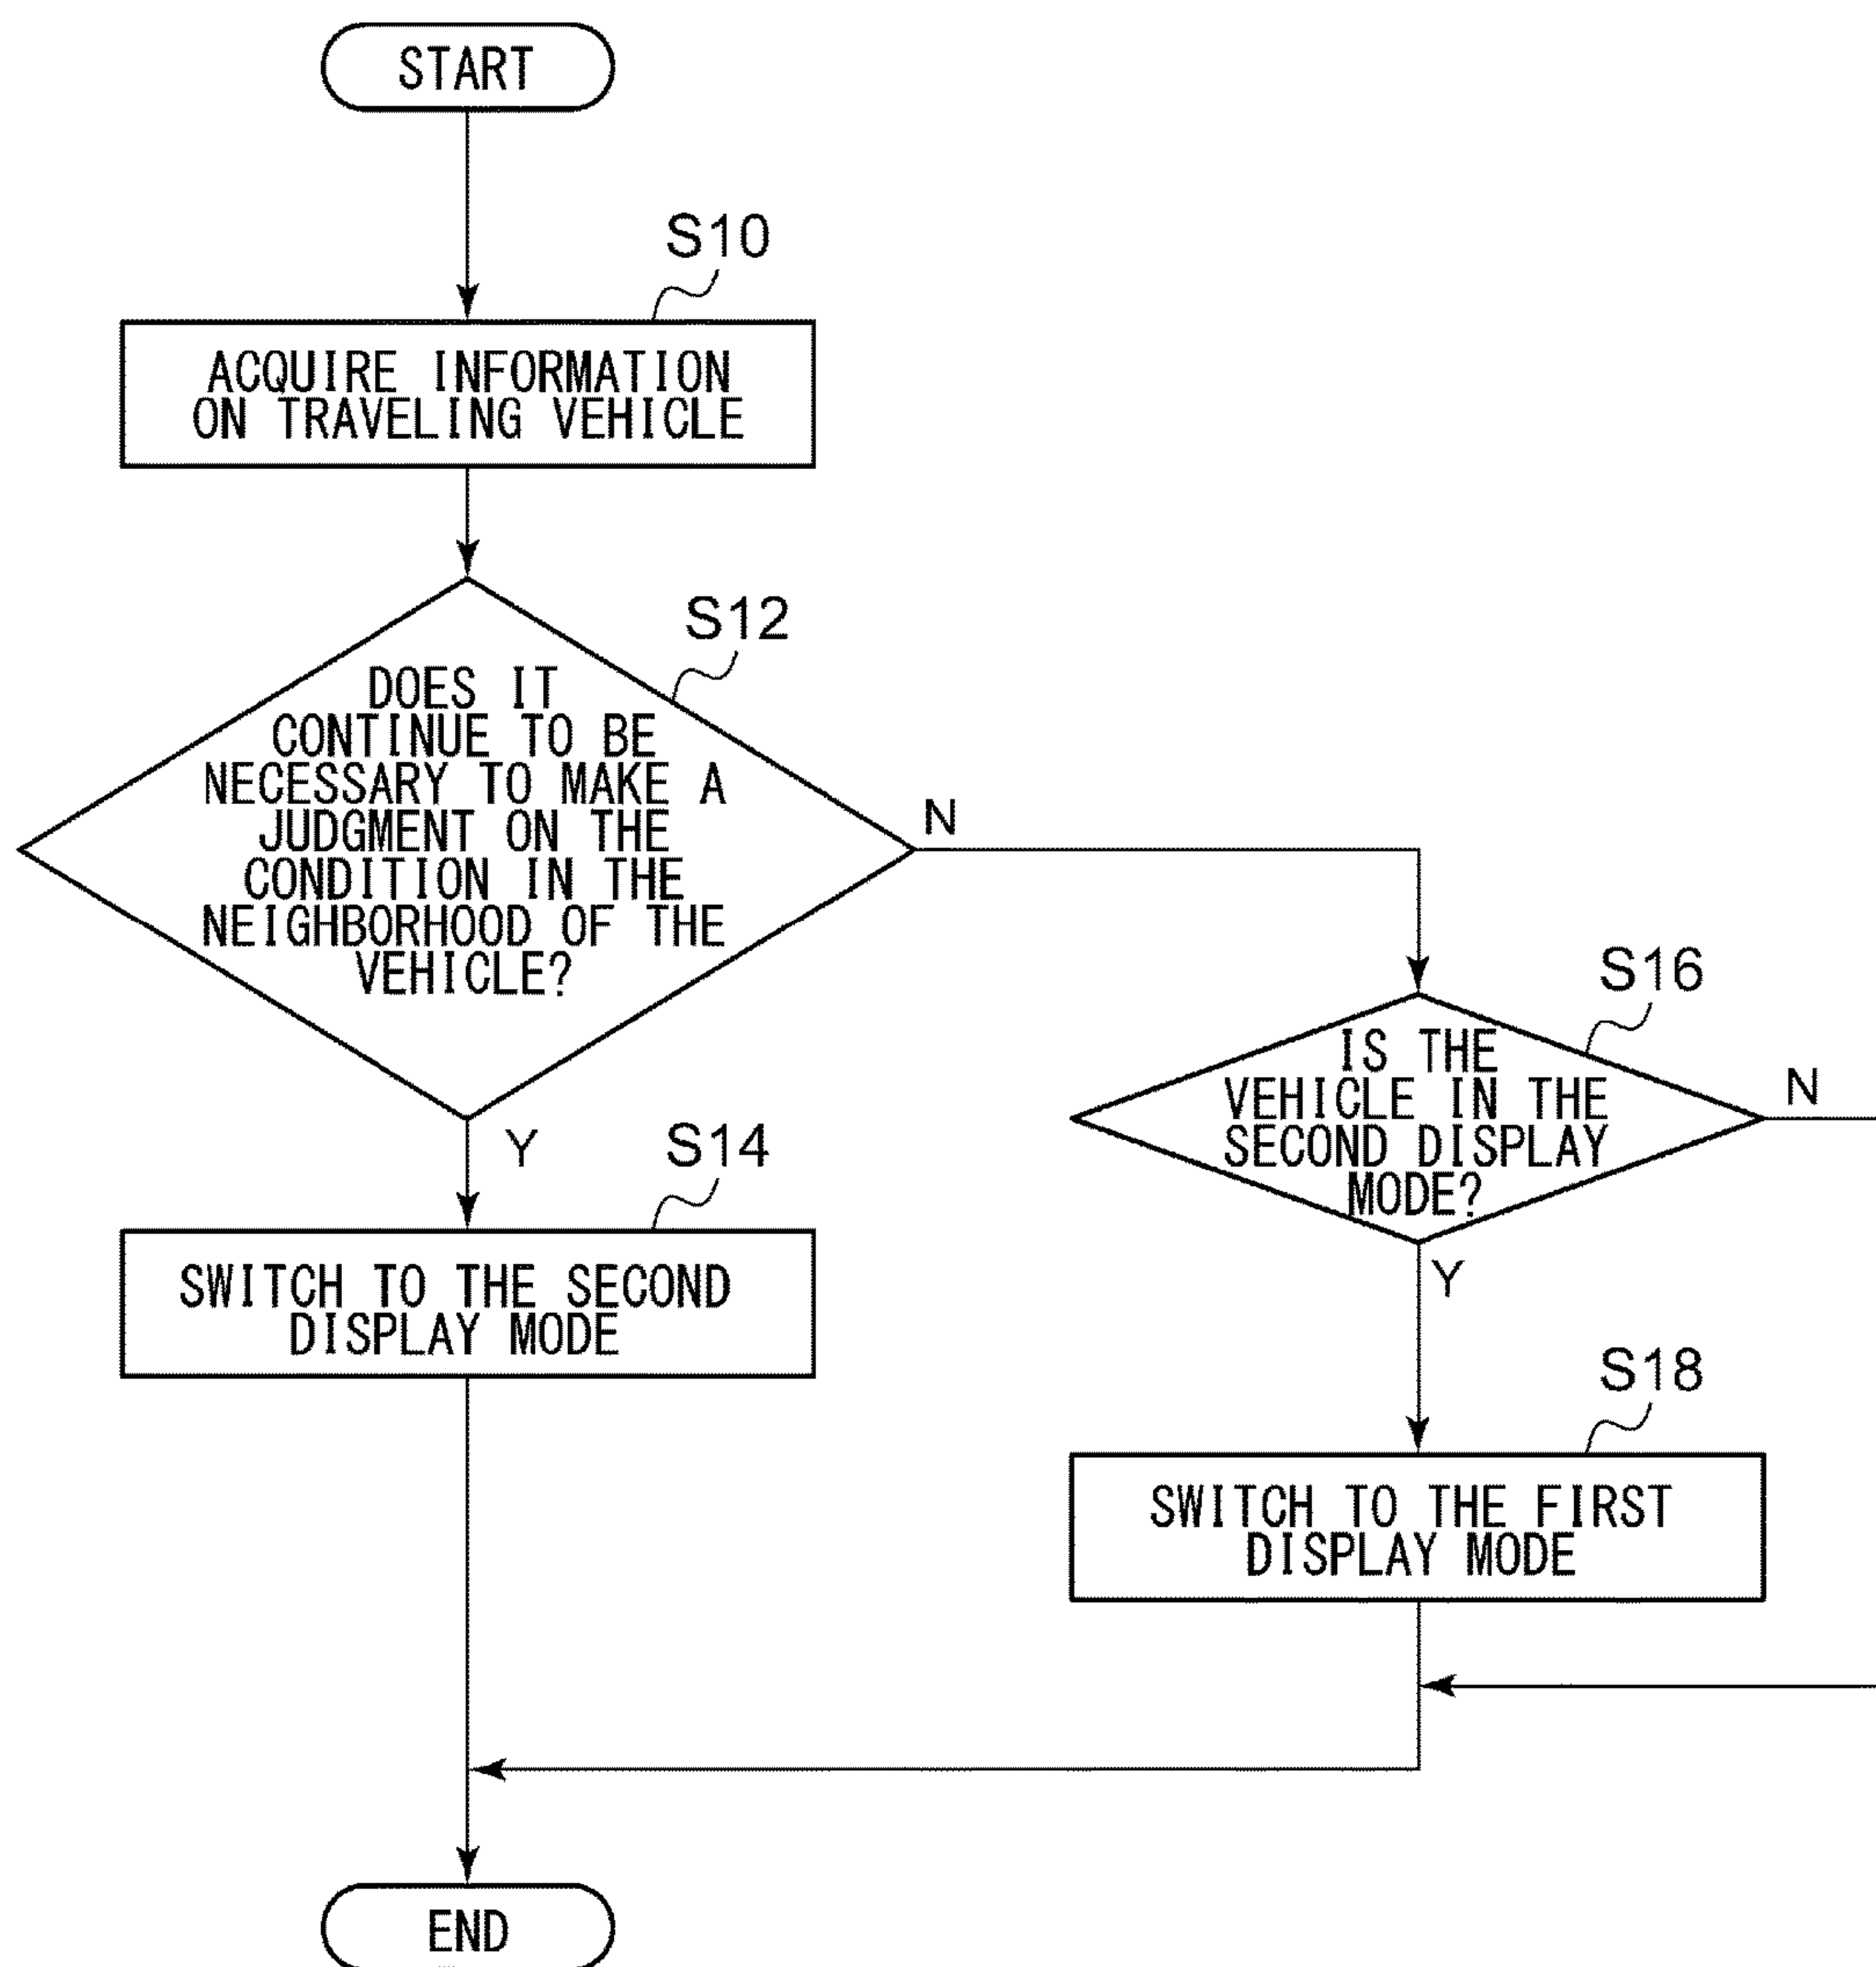 START
S10
ACQUIRE INFORMATION
ON TRAVELING VEHICLE
S12
DOES IT
CONTINUE TO BE
NECESSARY TO MAKE A
JUDGMENT ON THE
CONDITION IN THE
NEIGHBORHOOD OF THE
VEHICLE?
N
Y
S14
SWITCH TO THE SECOND
DISPLAY MODE
S16
IS THE
VEHICLE IN THE
SECOND DISPLAY
MODE?
N
Y
S18
SWITCH TO THE FIRST
DISPLAY MODE
END